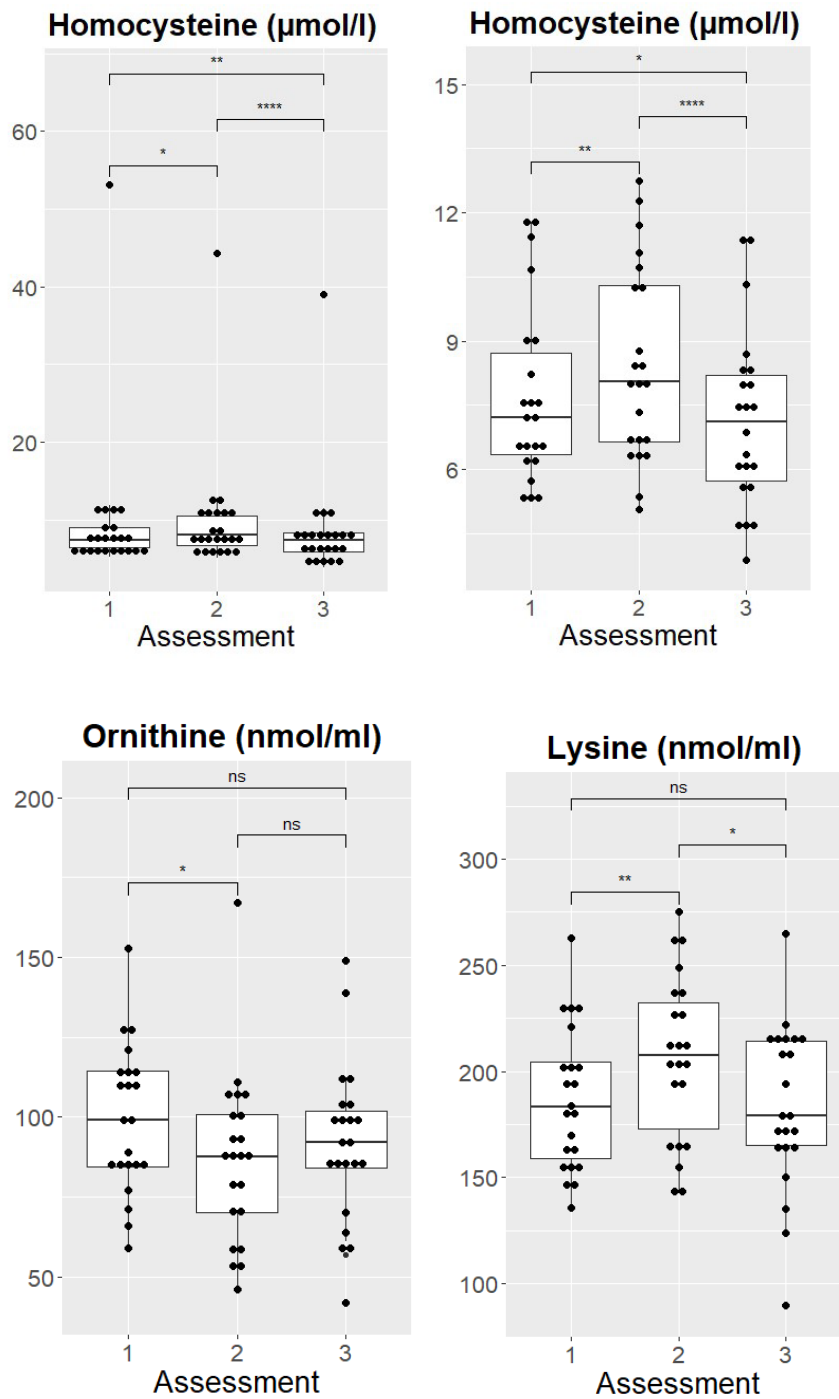 Homocysteine (µmol/l)
**
60
****
*
40
20
1 2 3
Assessment
Homocysteine (µmol/l)
15
*
****
**
12
9
6
1 2 3
Assessment
Ornithine (nmol/ml)
200
ns
ns
*
150
100
50
1 2 3
Assessment
Lysine (nmol/ml)
ns
300
*
**
250
200
150
100
1 2 3
Assessment